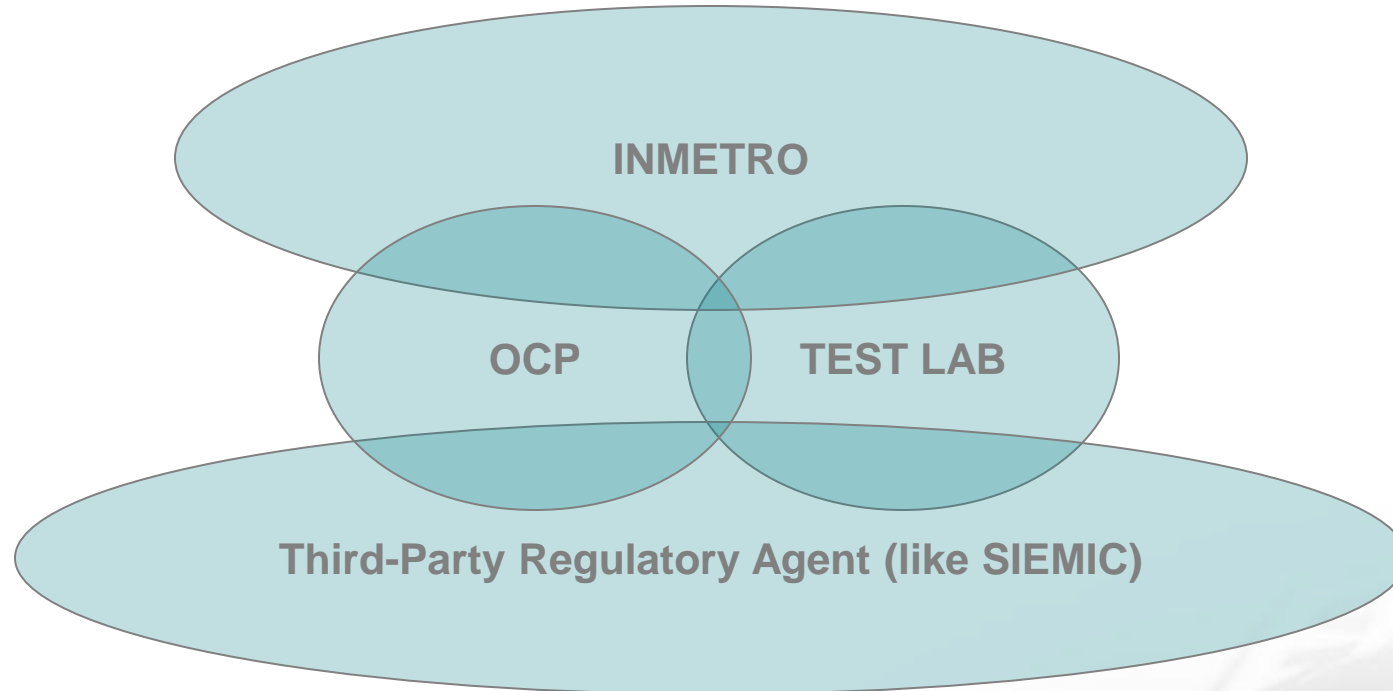 INMETRO
OCP
TEST LAB
Third-Party Regulatory Agent (like SIEMIC)